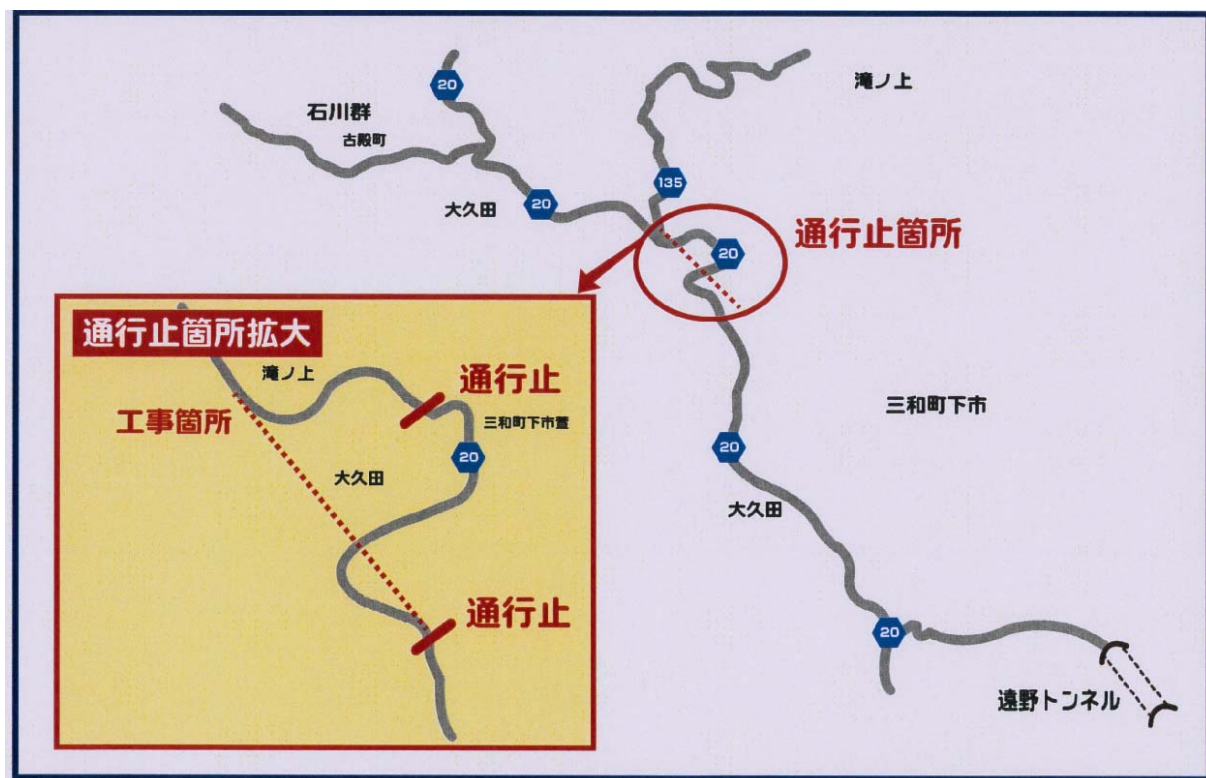 20
滝ノ上
石川群
古殿町
135
大久田
20
通行止箇所
20
通行止箇所拡大
滝ノ上
通行止
工事箇所
三和町下市萱
20
大久田
通行止
三和町下市
20
大久田
20
遠野トンネル